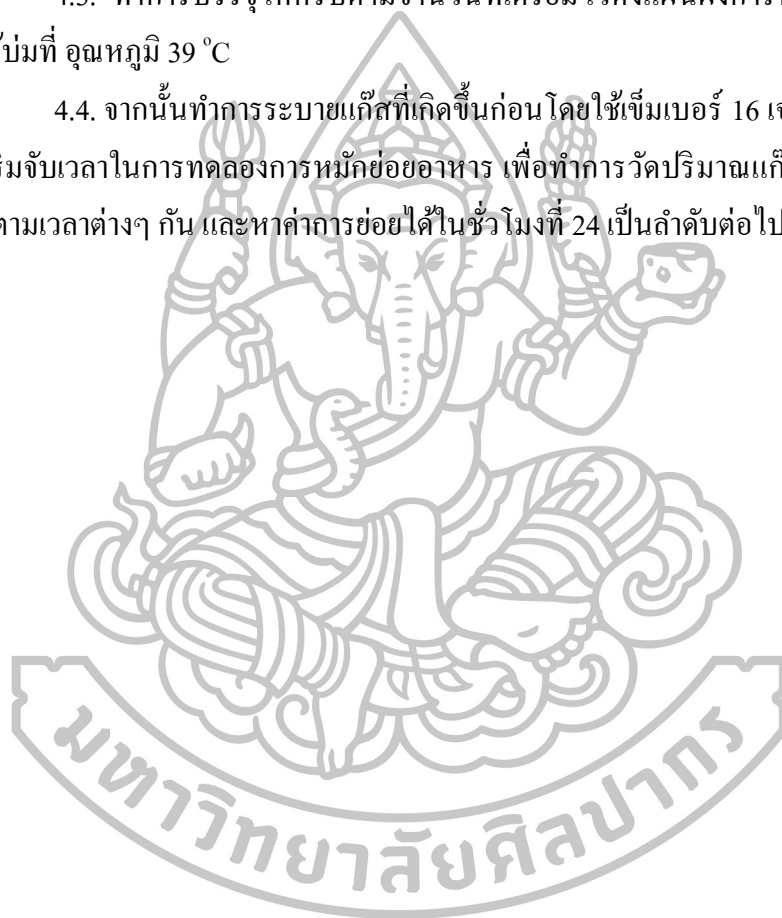 บ่มที่ อุณหภูมิ 39 °C
4.4. จากนั้นทำการระบายแก๊สที่เกิดขึ้นก่อนโดยใช้เข็มเบอร์ 16
จับเวลาในการทดลองการหมักย่อยอาหาร เพื่อทำการวัดปริมาณ
ตามเวลาต่างๆ กัน และหาค่าการย่อยได้ในชั่วโมงที่ 24 เป็นลำดับต่อไป
มหาวิทยาลัยศิลปากร